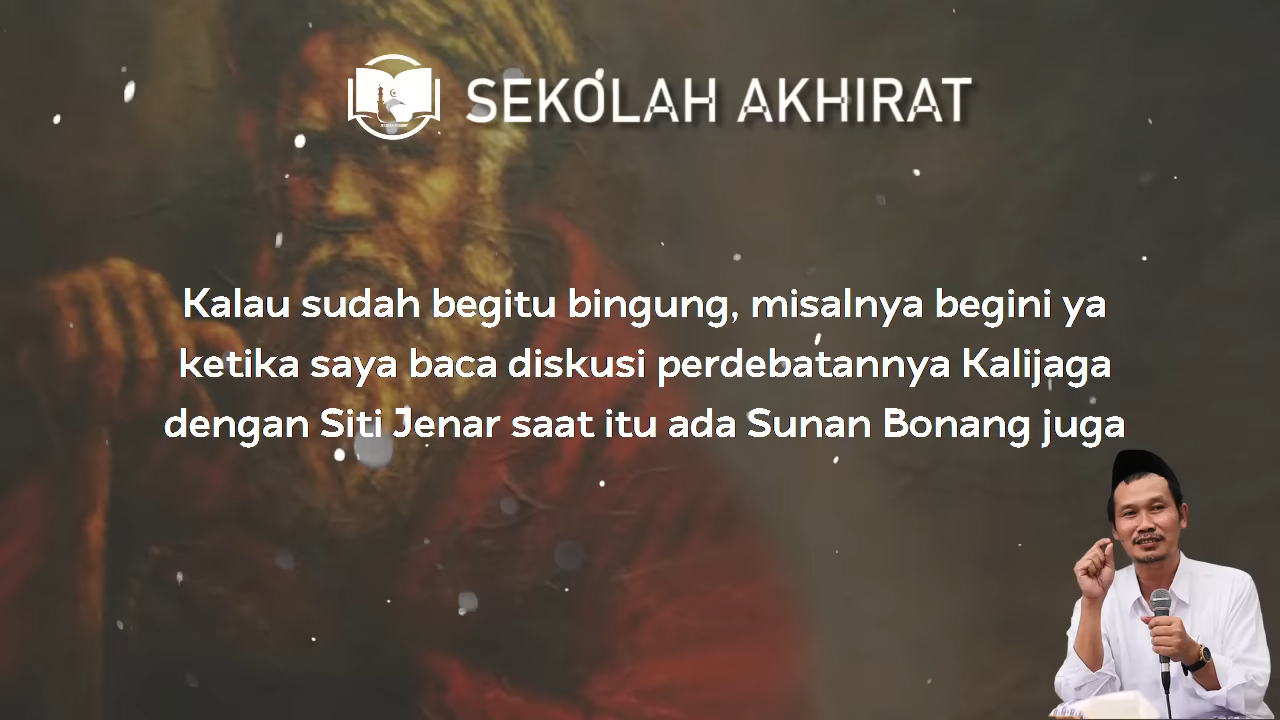 SEKOLAH AKHIRAT
Kalau sudah begitu bingung, misalnya begini ya
ketika saya baca diskusi perdebatannya Kalijaga
dengan Siti Jenar saat itu ada Sunan Bonang juga